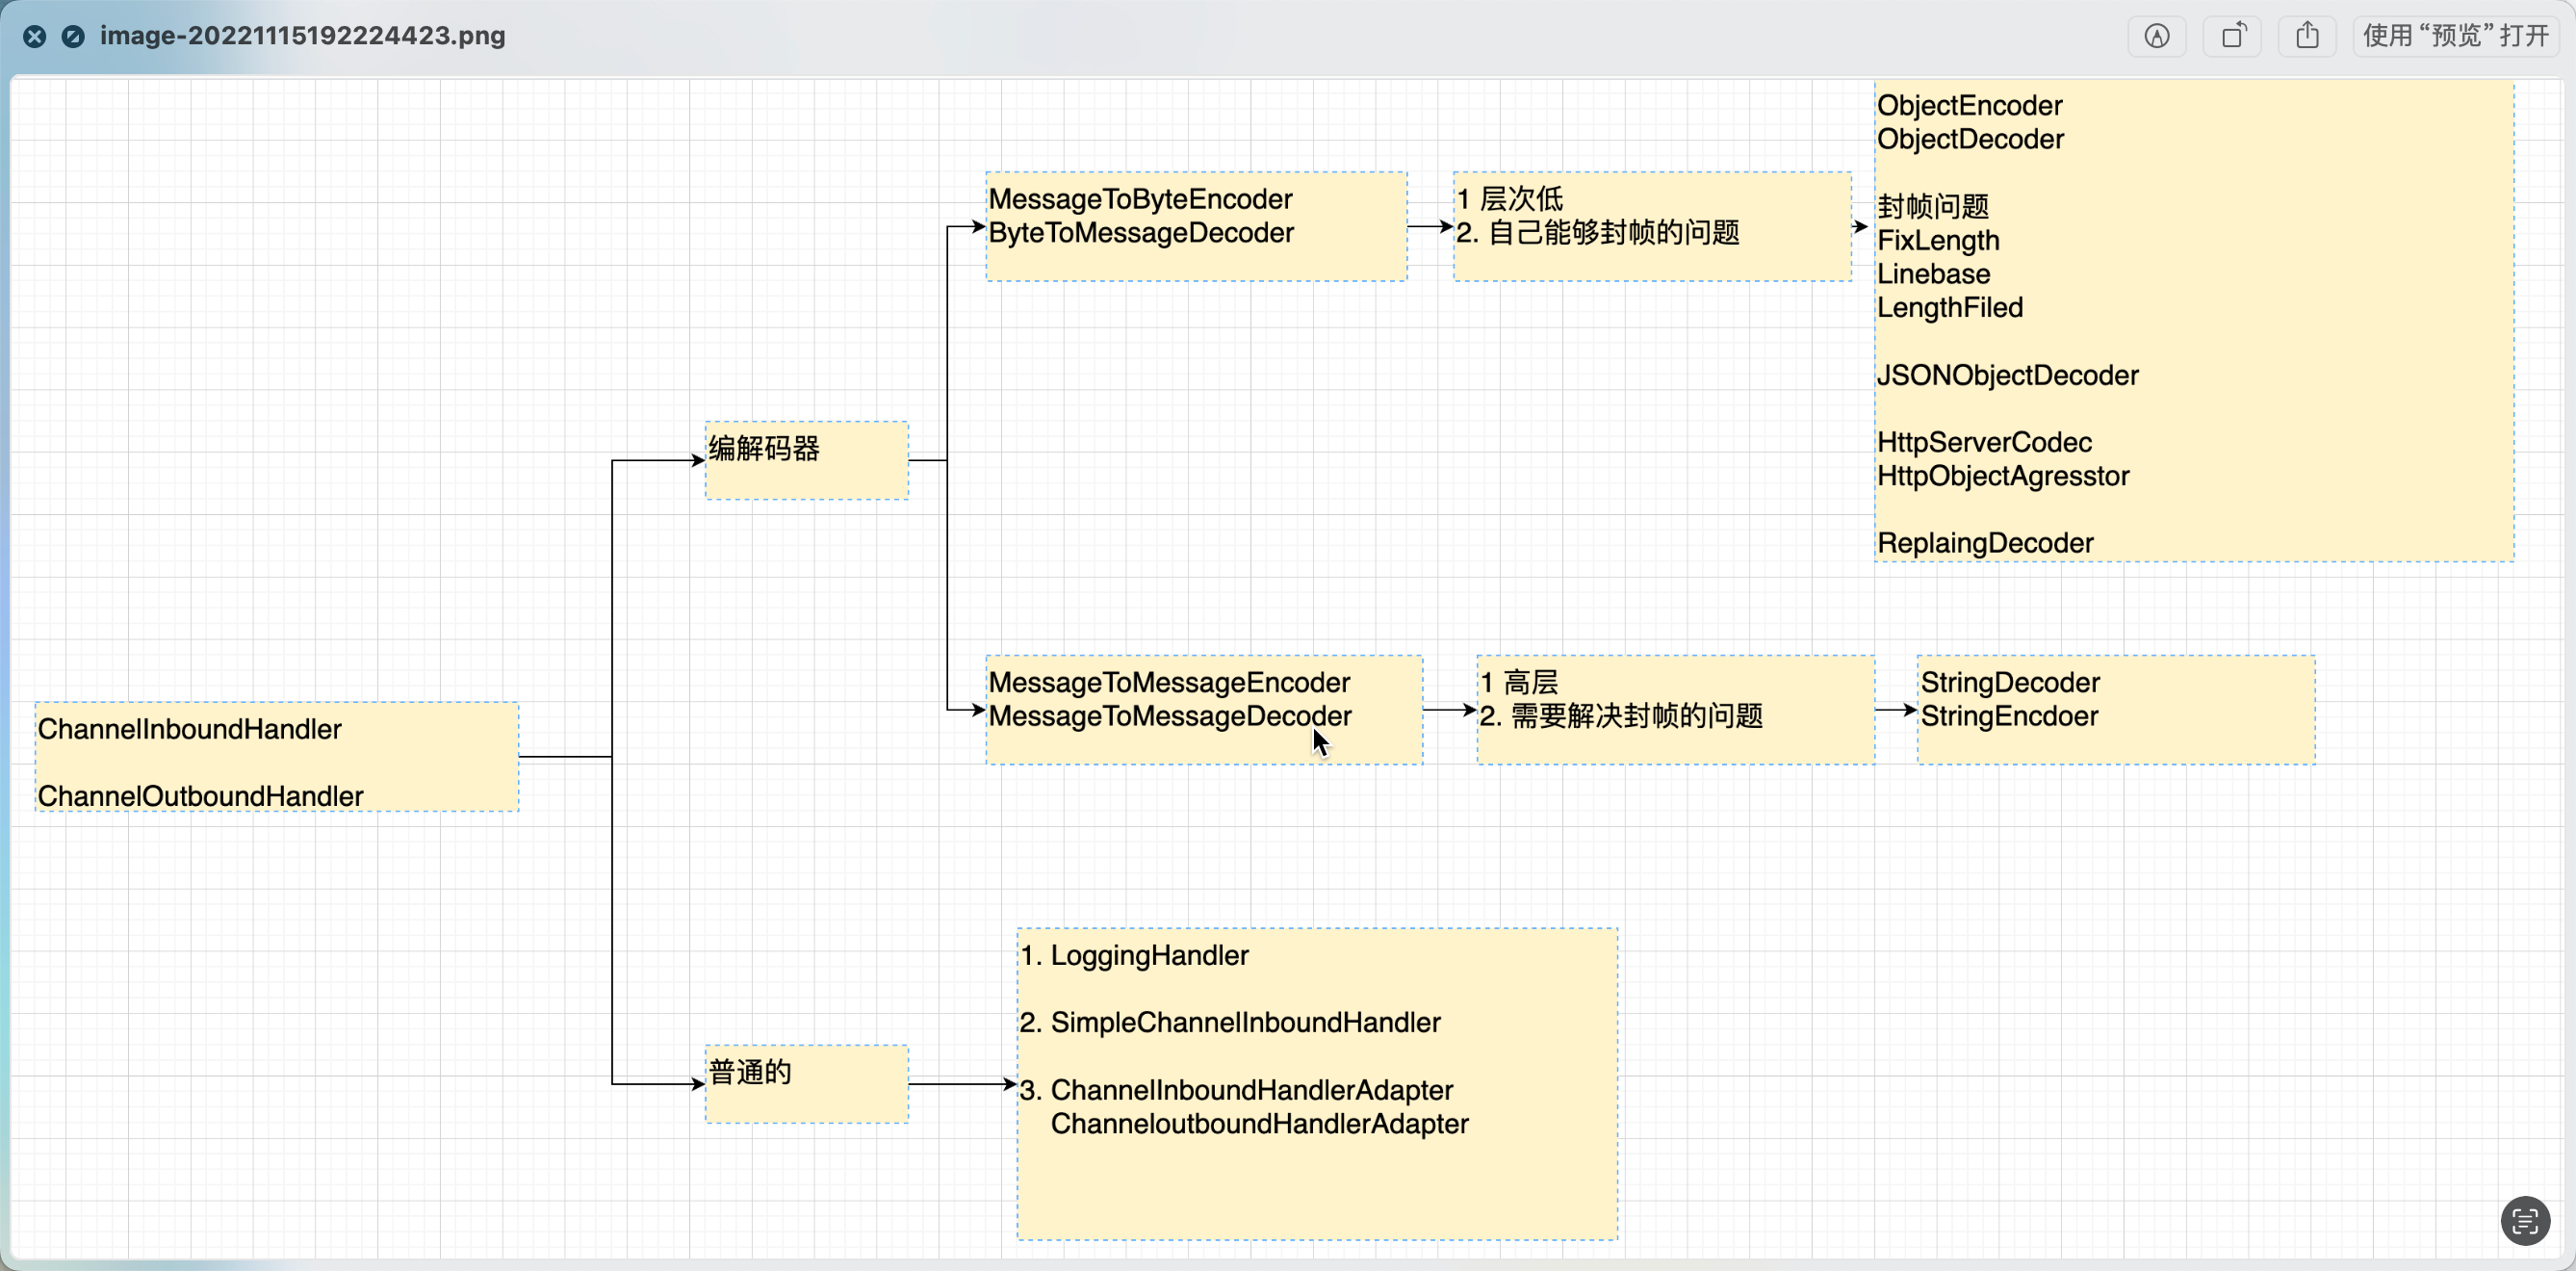 image-20221115192224423.png
使用“预览”打开
ObjectEncoder
ObjectDecoder
封帧问题
FixLength
Linebase
LengthFiled
JSONObjectDecoder
HttpServerCodec
HttpObjectAgresstor
ReplaingDecoder
MessageToByteEncoder
ByteToMessageDecoder
1 层次低
2. 自己能够封帧的问题
编解码器
MessageToMessageEncoder
MessageToMessageDecoder
1 高层
2. 需要解决封帧的问题
StringDecoder
StringEncdoer
ChannelInboundHandler
ChannelOutboundHandler
普通的
1. LoggingHandler
2. SimpleChannelInboundHandler
3. ChannelInboundHandlerAdapter
ChanneloutboundHandlerAdapter